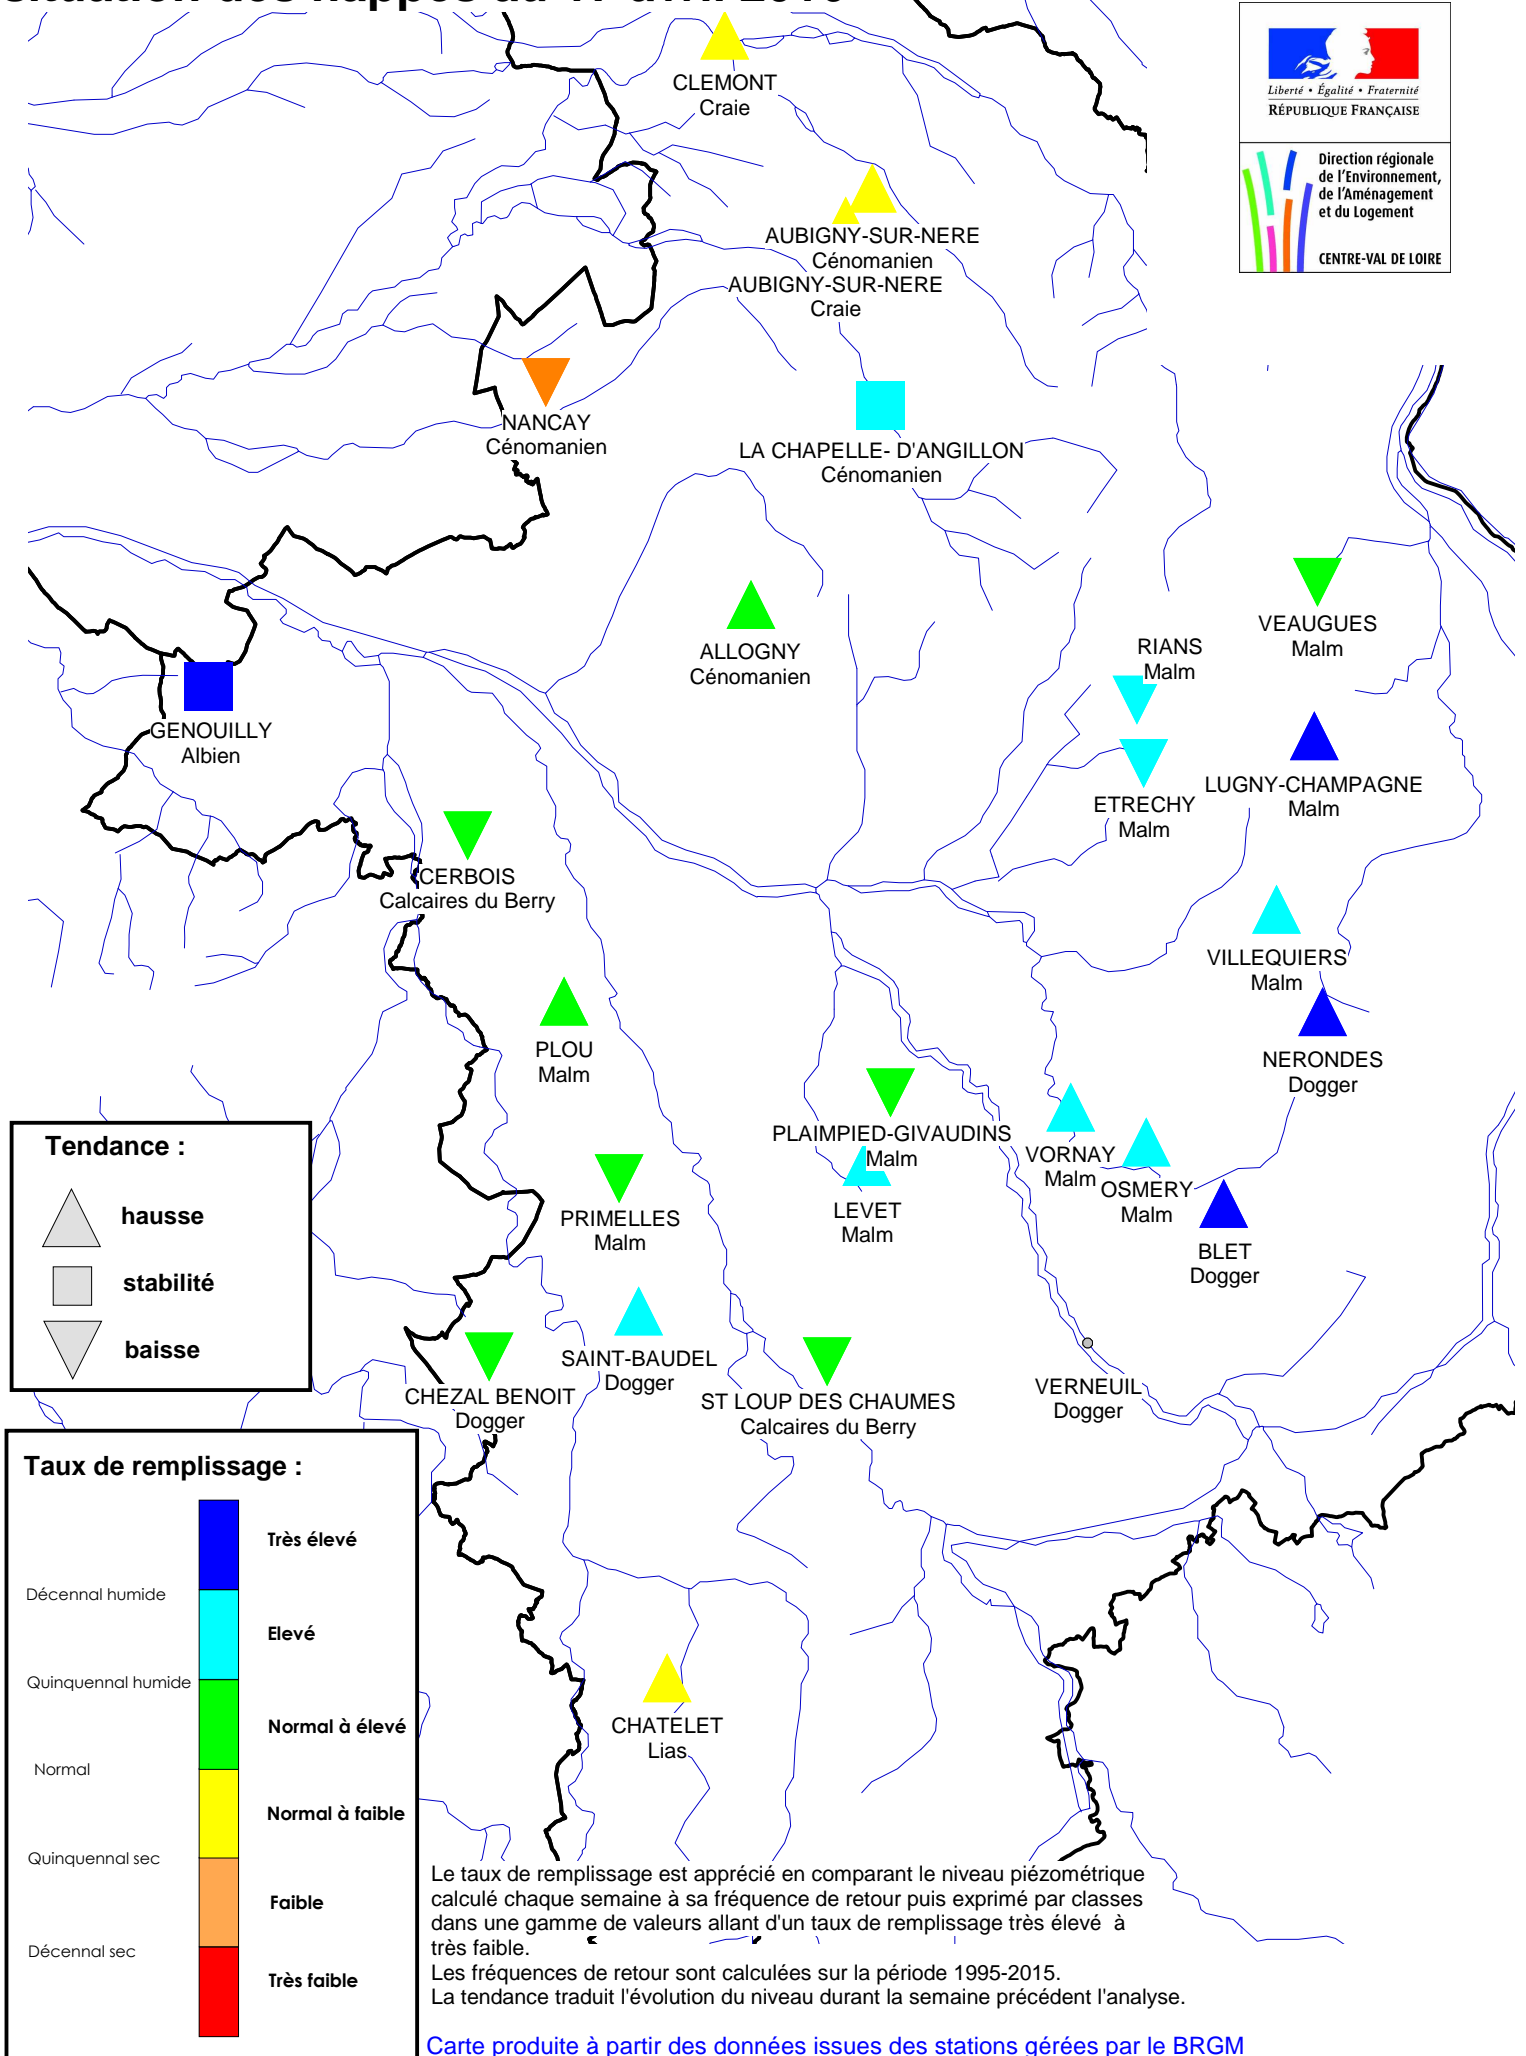 Liberté • Égalité • Fraternité
RÉPUBLIQUE FRANÇAISE
Direction régionale
de l'Environnement,
de l'Aménagement
et du Logement
CENTRE-VAL DE LOIRE
CLEMONT
Craie
AUBIGNY-SUR-NERE
Cénomanien
AUBIGNY-SUR-NERE
Craie
NANCAY
Cénomanien
LA CHAPELLE- D'ANGILLON
Cénomanien
VEAUGUES
Malm
RIANS
Malm
ALLOGNY
Cénomanien
GENOUILLY
Albien
LUGNY-CHAMPAGNE
Malm
ETRECHY
Malm
CERBOIS
Calcaires du Berry
VILLEQUIERS
Malm
PLOU
Malm
NERONDES
Dogger
PLAIMPIED-GIVAUDINS
Malm
VORNAY
Malm
OSMERY
Malm
LEVET
Malm
PRIMELLES
Malm
BLET
Dogger
SAINT-BAUDEL
Dogger
CHEZAL BENOIT
Dogger
ST LOUP DES CHAUMES
Calcaires du Berry
VERNEUIL
Dogger
CHATELET
Lias
Tendance :
hausse
stabilité
baisse
Taux de remplissage :
Très élevé
Décennal humide
Elevé
Quinquennal humide
Normal à élevé
Normal
Normal à faible
Quinquennal sec
Faible
Décennal sec
Très faible
Le taux de remplissage est apprécié en comparant le niveau piézométrique
calculé chaque semaine à sa fréquence de retour puis exprimé par classes
dans une gamme de valeurs allant d'un taux de remplissage très élevé à
très faible.
Les fréquences de retour sont calculées sur la période 1995-2015.
La tendance traduit l'évolution du niveau durant la semaine précédent l'analyse.
Carte produite à partir des données issues des stations gérées par le BRGM